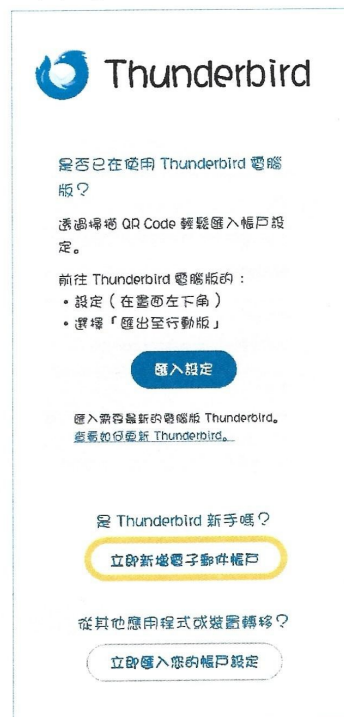 Thunderbird
是否已在使用 Thunderbird 電腦
版？
透過掃描 QR Code 輕鬆匯入帳戶設
定。
前往 Thunderbird 電腦版的：
• 設定（在畫面左下角）
• 選擇「匯出至行動版」
匯入設定
匯入需要最新的電腦版 Thunderbird。
查看如何更新 Thunderbird。
是 Thunderbird 新手嗎？
立即新增電子郵件帳戶
從其他應用程式或裝置轉移？
立即匯入您的帳戶設定